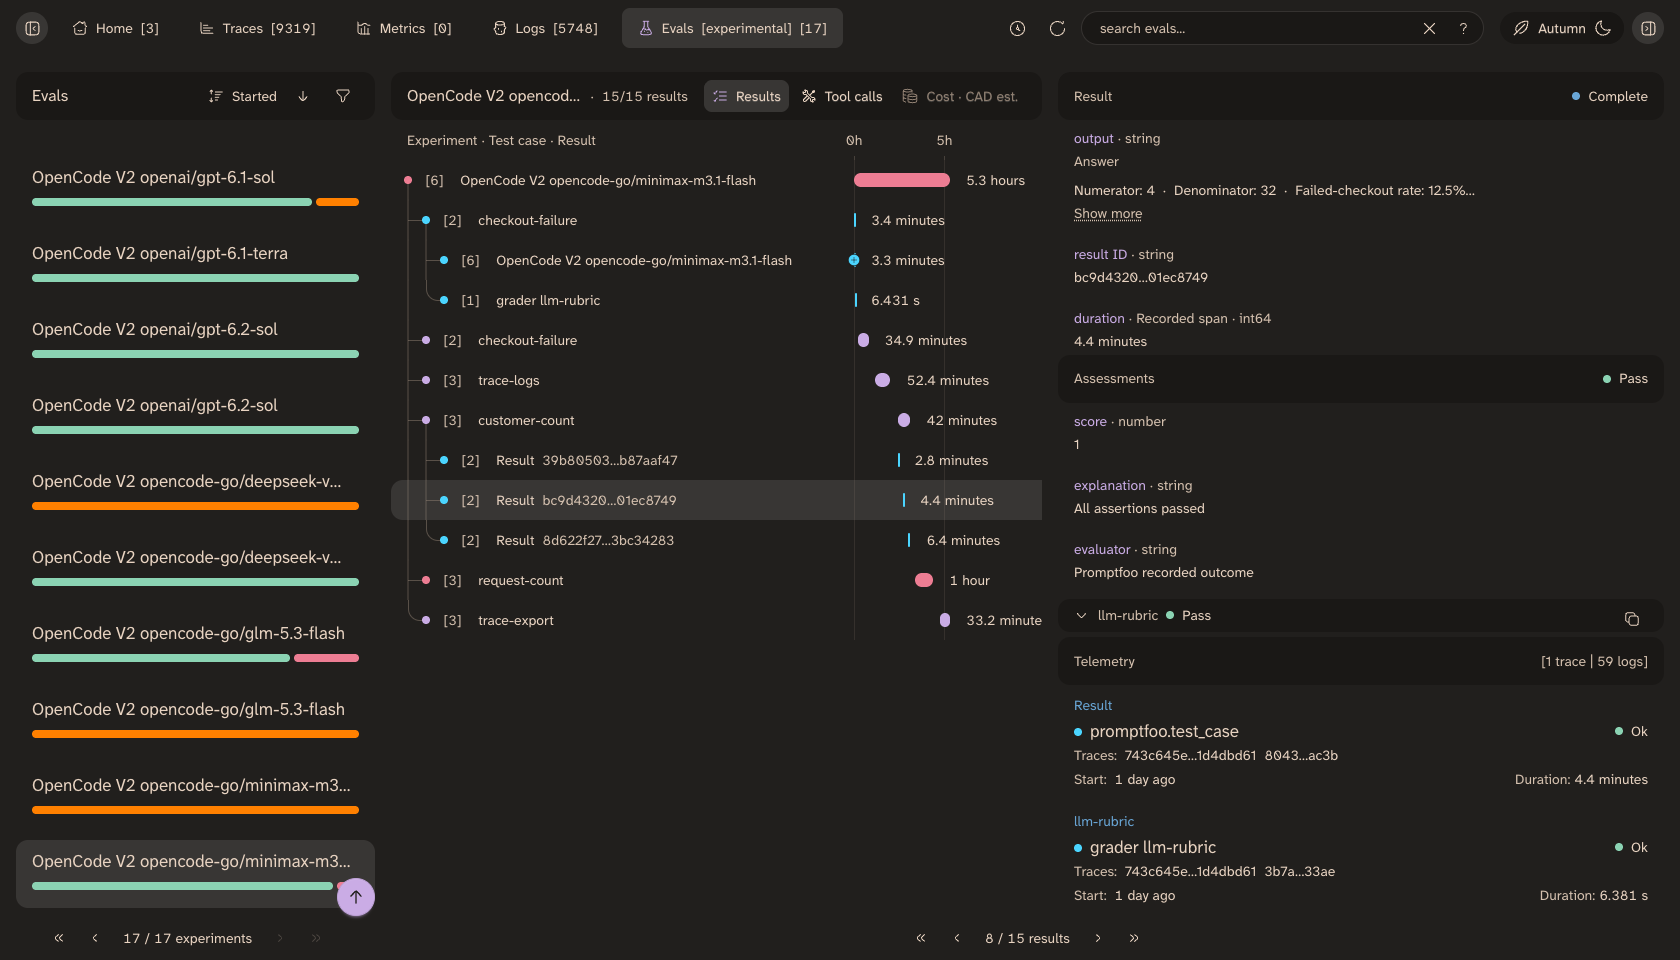 Home [3]
Traces [9319]
Metrics [0]
Logs [5748]
Evals [experimental] [17]
search evals...
?
Autumn
Evals
Started
OpenCode V2 openai/gpt-6.1-sol
OpenCode V2 openai/gpt-6.1-terra
OpenCode V2 openai/gpt-6.2-sol
OpenCode V2 openai/gpt-6.2-sol
OpenCode V2 opencode-go/deepseek-v...
OpenCode V2 opencode-go/deepseek-v...
OpenCode V2 opencode-go/glm-5.3-flash
OpenCode V2 opencode-go/glm-5.3-flash
OpenCode V2 opencode-go/minimax-m3...
OpenCode V2 opencode-go/minimax-m3...
17 / 17 experiments
OpenCode V2 opencod... · 15/15 results
Results
Tool calls
Cost · CAD est.
Experiment · Test case · Result 0h 5h
[6] OpenCode V2 opencode-go/minimax-m3.1-flash 5.3 hours
[2] checkout-failure 3.4 minutes
[6] OpenCode V2 opencode-go/minimax-m3.1-flash 3.3 minutes
[1] grader llm-rubric 6.431 s
[2] checkout-failure 34.9 minutes
[3] trace-logs 52.4 minutes
[3] customer-count 42 minutes
[2] Result 39b80503...b87aaf47 2.8 minutes
[2] Result bc9d4320...01ec8749 4.4 minutes
[2] Result 8d622f27...3bc34283 6.4 minutes
[3] request-count 1 hour
[3] trace-export 33.2 minute
8 / 15 results
Result Complete
output · string
Answer
Numerator: 4 · Denominator: 32 · Failed-checkout rate: 12.5%...
Show more
result ID · string
bc9d4320...01ec8749
duration · Recorded span · int64
4.4 minutes
Assessments Pass
score · number
1
explanation · string
All assertions passed
evaluator · string
Promptfoo recorded outcome
llm-rubric Pass
Telemetry [1 trace | 59 logs]
Result
promptfoo.test_case Ok
Traces: 743c645e...1d4dbd61 8043...ac3b
Start: 1 day ago Duration: 4.4 minutes
llm-rubric
grader llm-rubric Ok
Traces: 743c645e...1d4dbd61 3b7a...33ae
Start: 1 day ago Duration: 6.381 s